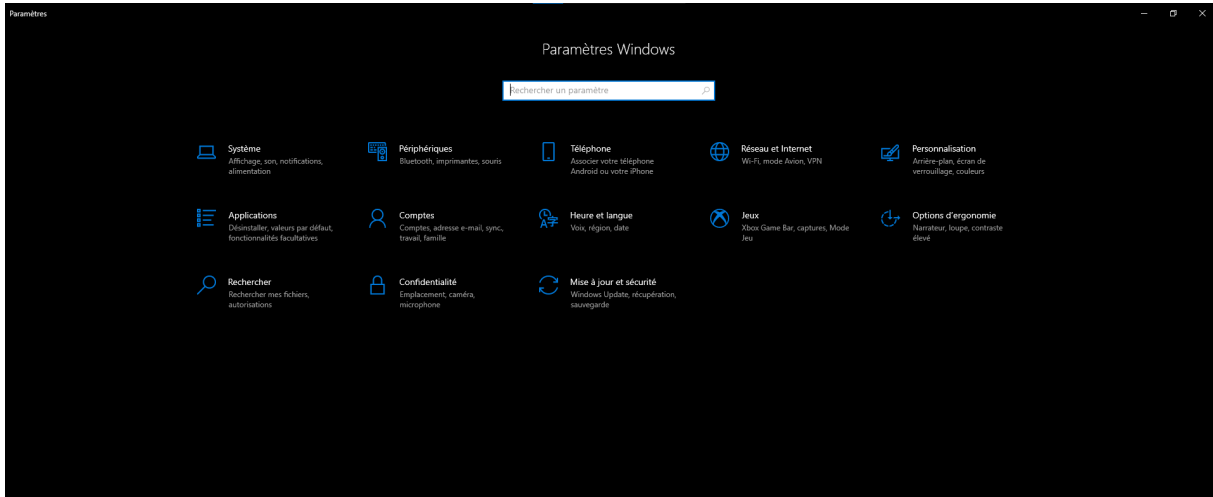 Paramètres
Paramètres Windows
Rechercher un paramètre
Système
Affichage, son, notifications,
alimentation
Périphériques
Bluetooth, imprimantes, souris
Téléphone
Associer votre téléphone
Android ou votre iPhone
Réseau et Internet
Wi-Fi, mode Avion, VPN
Personnalisation
Arrière-plan, écran de
verrouillage, couleurs
Applications
Désinstaller, valeurs par défaut,
fonctionnalités facultatives
Comptes
Comptes, adresse e-mail, sync.,
travail, famille
Heure et langue
Voix, région, date
Jeux
Xbox Game Bar, captures, Mode
Jeu
Options d'ergonomie
Narrateur, loupe, contraste
élevé
Rechercher
Rechercher mes fichiers,
autorisations
Confidentialité
Emplacement, caméra,
microphone
Mise à jour et sécurité
Windows Update, récupération,
sauvegarde